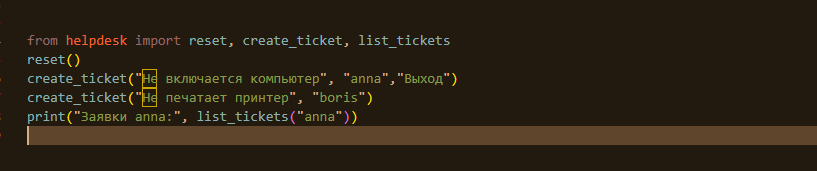 from helpdesk import reset, create_ticket, list_tickets
reset()
create_ticket("Не включается компьютер", "anna","Выход")
create_ticket("Не печатает принтер", "boris")
print("Заявки anna:", list_tickets("anna"))